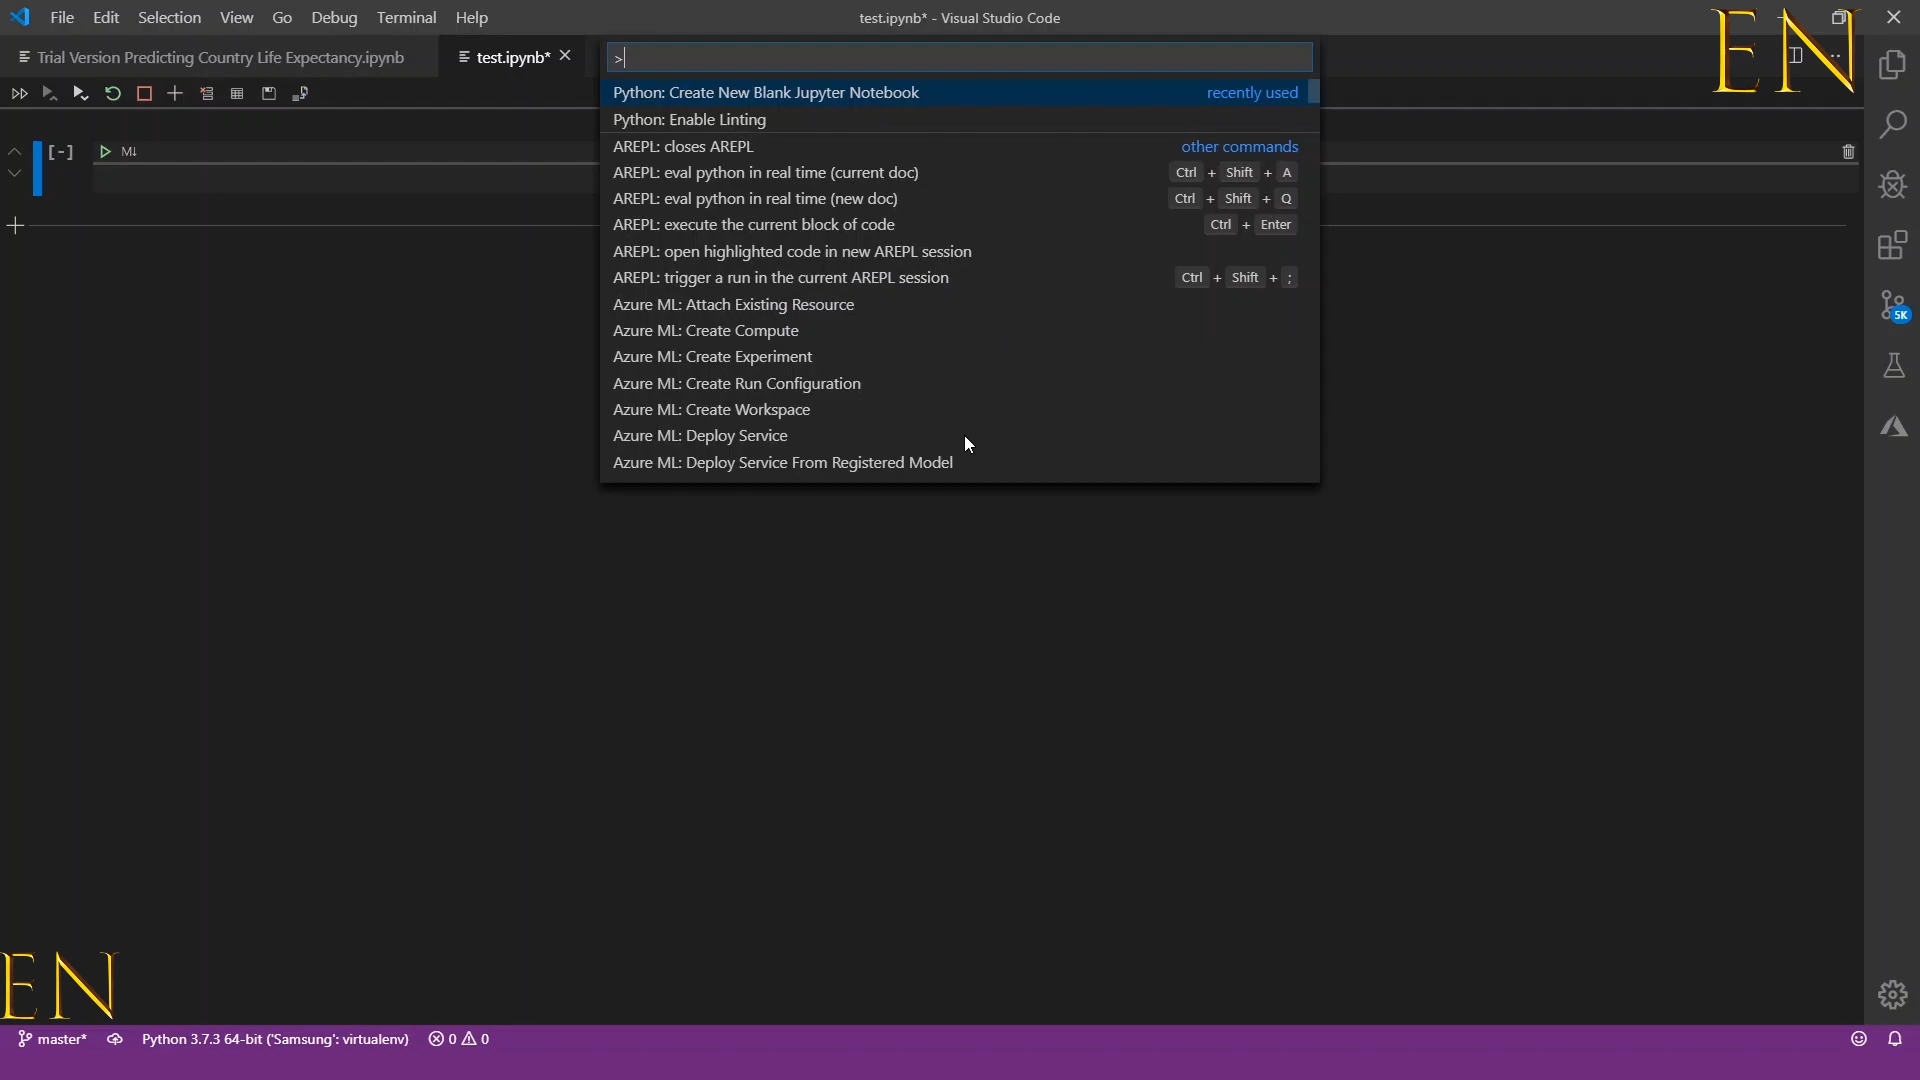 File Edit Selection View Go Debug Terminal Help
test.ipynb* - Visual Studio Code
EN
Trial Version Predicting Country Life Expectancy.ipynb
test.ipynb*
>
Python: Create New Blank Jupyter Notebook recently used
Python: Enable Linting
AREPL: closes AREPL other commands
AREPL: eval python in real time (current doc) Ctrl + Shift + A
AREPL: eval python in real time (new doc) Ctrl + Shift + Q
AREPL: execute the current block of code Ctrl + Enter
AREPL: open highlighted code in new AREPL session
AREPL: trigger a run in the current AREPL session Ctrl + Shift + ;
Azure ML: Attach Existing Resource
Azure ML: Create Compute
Azure ML: Create Experiment
Azure ML: Create Run Configuration
Azure ML: Create Workspace
Azure ML: Deploy Service
Azure ML: Deploy Service From Registered Model
[-] M↓
5K
EN
master* Python 3.7.3 64-bit ('Samsung': virtualenv) 0 0